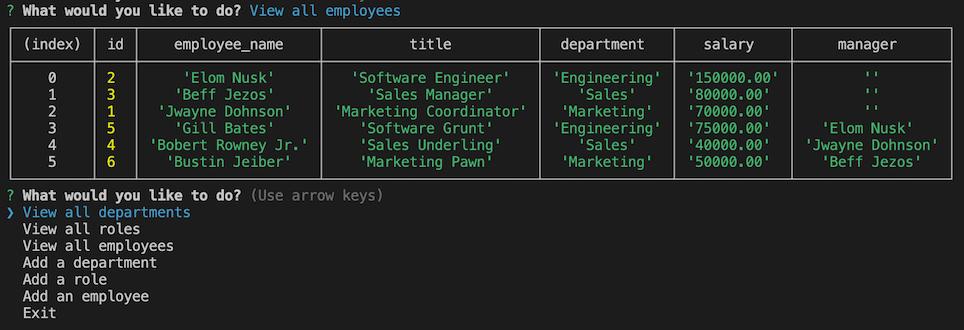 ? What would you like to do? View all employees
(index) id employee_name title department salary manager
0 2 'Elom Nusk' 'Software Engineer' 'Engineering' '150000.00' ''
1 3 'Beff Jezos' 'Sales Manager' 'Sales' '80000.00' ''
2 1 'Jwayne Dohnson' 'Marketing Coordinator' 'Marketing' '70000.00' ''
3 5 'Gill Bates' 'Software Grunt' 'Engineering' '75000.00' 'Elom Nusk'
4 4 'Bobert Rowney Jr.' 'Sales Underling' 'Sales' '40000.00' 'Jwayne Dohnson'
5 6 'Bustin Jeiber' 'Marketing Pawn' 'Marketing' '50000.00' 'Beff Jezos'
? What would you like to do? (Use arrow keys)
❯ View all departments
View all roles
View all employees
Add a department
Add a role
Add an employee
Exit